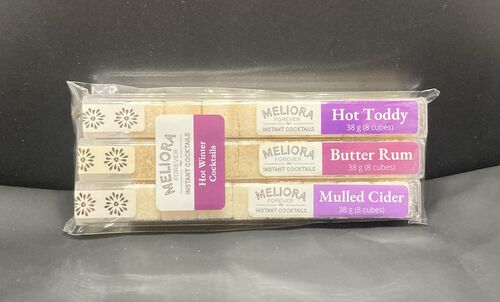 MELIORA
FOREVER
INSTANT COCKTAILS
Hot Toddy
38 g (8 cubes)
MELIORA
FOREVER
INSTANT COCKTAILS
Butter Rum
38 g (8 cubes)
MELIORA
FOREVER
INSTANT COCKTAILS
Mulled Cider
38 g (8 cubes)
MELIORA
FOREVER
INSTANT COCKTAILS
Hot Winter
Cocktails